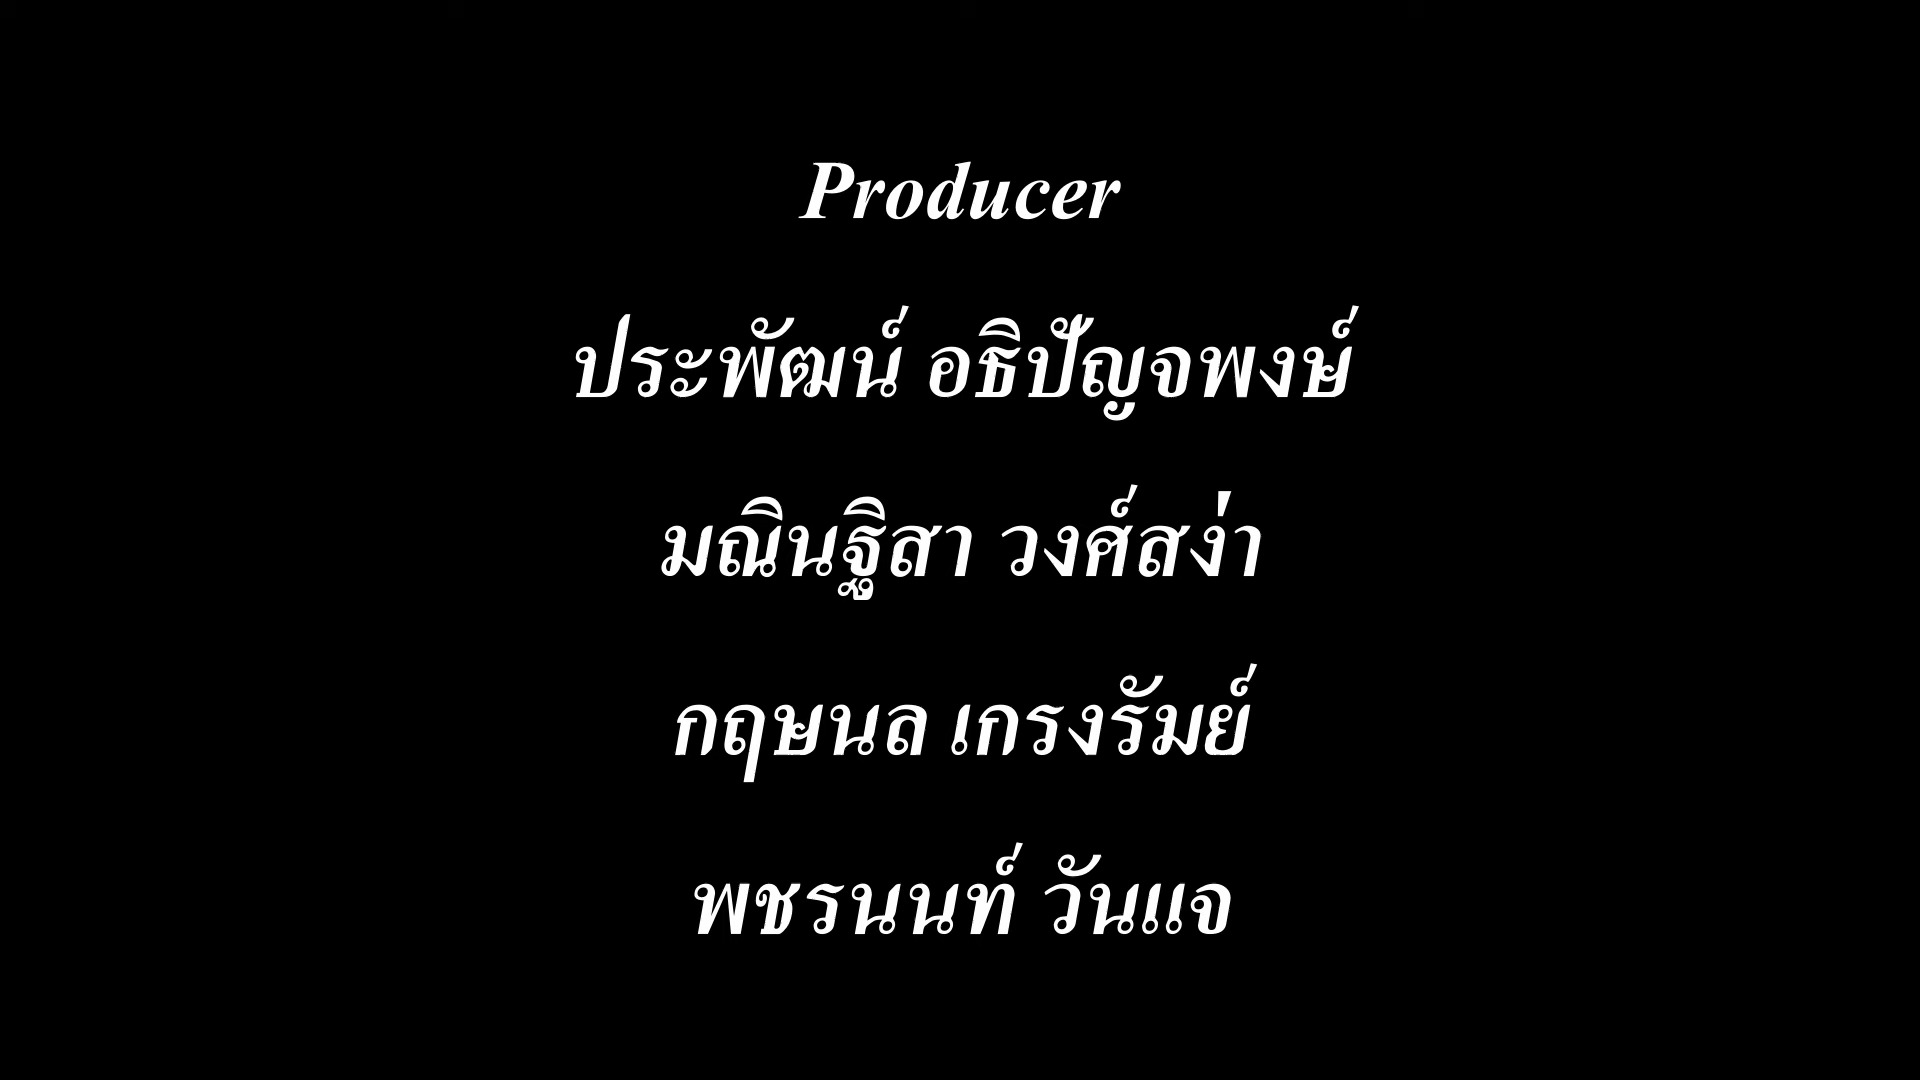 Producer
ประพัฒน์ อธิปัญจพงษ์
มณินฐิสา วงศ์สง่า
กฤษนล เกรงรัมย์
พชรนนท์ วันแจ